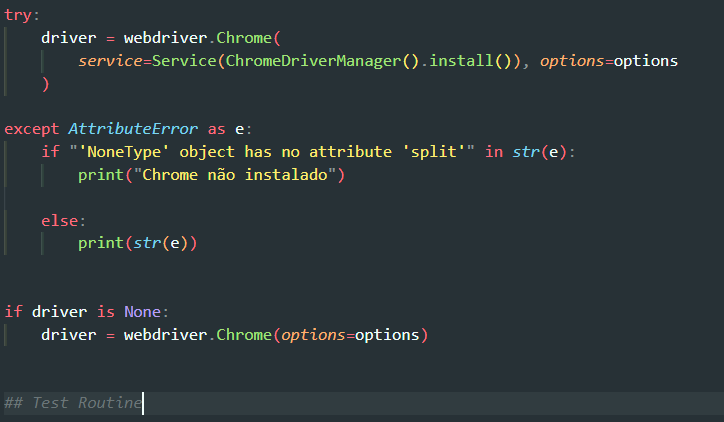 try:
    driver = webdriver.Chrome(
        service=Service(ChromeDriverManager().install()), options=options
    )
except AttributeError as e:
    if "'NoneType' object has no attribute 'split'" in str(e):
        print("Chrome não instalado")
    else:
        print(str(e))
if driver is None:
    driver = webdriver.Chrome(options=options)
## Test Routine